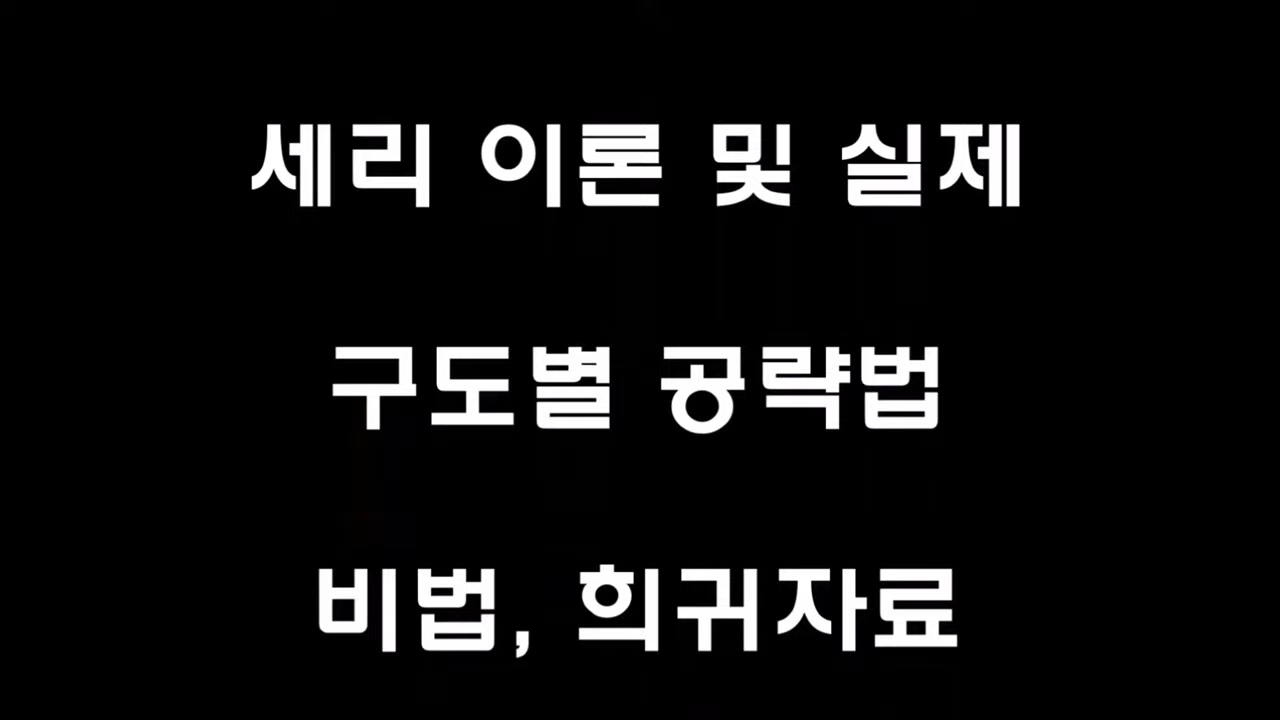 세리 이론 및 실제
구도별 공략법
비법, 희귀자료